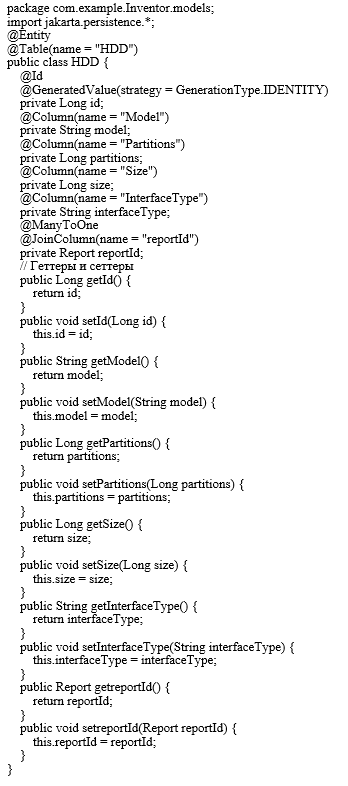 package com.example.Inventor.models;
import jakarta.persistence.*;
@Entity
@Table(name = "HDD")
public class HDD {
@Id
@GeneratedValue(strategy = GenerationType.IDENTITY)
private Long id;
@Column(name = "Model")
private String model;
@Column(name = "Partitions")
private Long partitions;
@Column(name = "Size")
private Long size;
@Column(name = "InterfaceType")
private String interfaceType;
@ManyToOne
@JoinColumn(name = "reportId")
private Report reportId;
// Геттеры и сеттеры
public Long getId() {
return id;
}
public void setId(Long id) {
this.id = id;
}
public String getModel() {
return model;
}
public void setModel(String model) {
this.model = model;
}
public Long getPartitions() {
return partitions;
}
public void setPartitions(Long partitions) {
this.partitions = partitions;
}
public Long getSize() {
return size;
}
public void setSize(Long size) {
this.size = size;
}
public String getInterfaceType() {
return interfaceType;
}
public void setInterfaceType(String interfaceType) {
this.interfaceType = interfaceType;
}
public Report getreportId() {
return reportId;
}
public void setreportId(Report reportId) {
this.reportId = reportId;
}
}